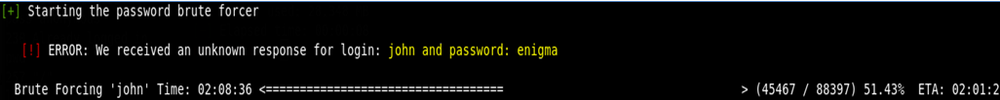 [+] Starting the password brute forcer
[!] ERROR: We received an unknown response for login: john and password: enigma
Brute Forcing 'john' Time: 02:08:36 <================================== > (45467 / 88397) 51.43% ETA: 02:01:2